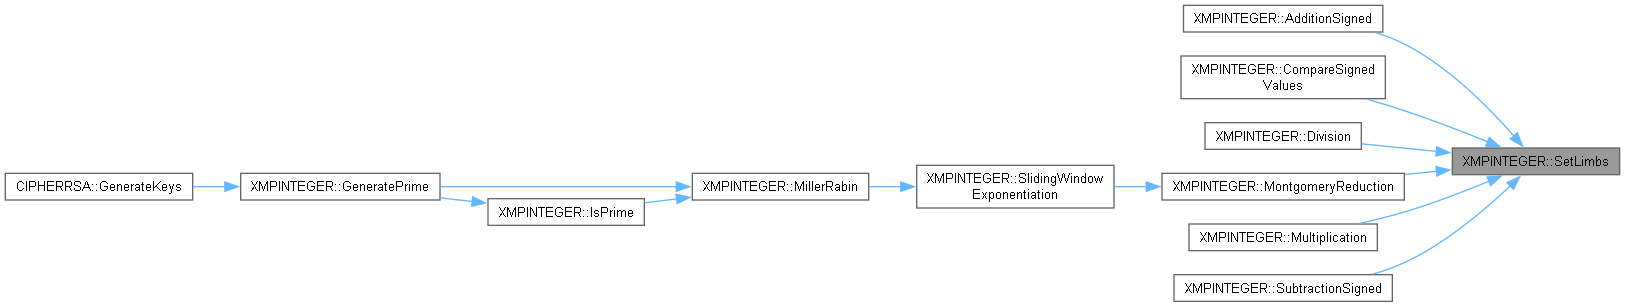 XMPINTEGER::AdditionSigned
XMPINTEGER::CompareSigned
Values
XMPINTEGER::Division
XMPINTEGER::SetLimbs
CIPHERRSA::GenerateKeys
XMPINTEGER::GeneratePrime
XMPINTEGER::IsPrime
XMPINTEGER::MillerRabin
XMPINTEGER::SlidingWindow
Exponentiation
XMPINTEGER::MontgomeryReduction
XMPINTEGER::Multiplication
XMPINTEGER::SubtractionSigned